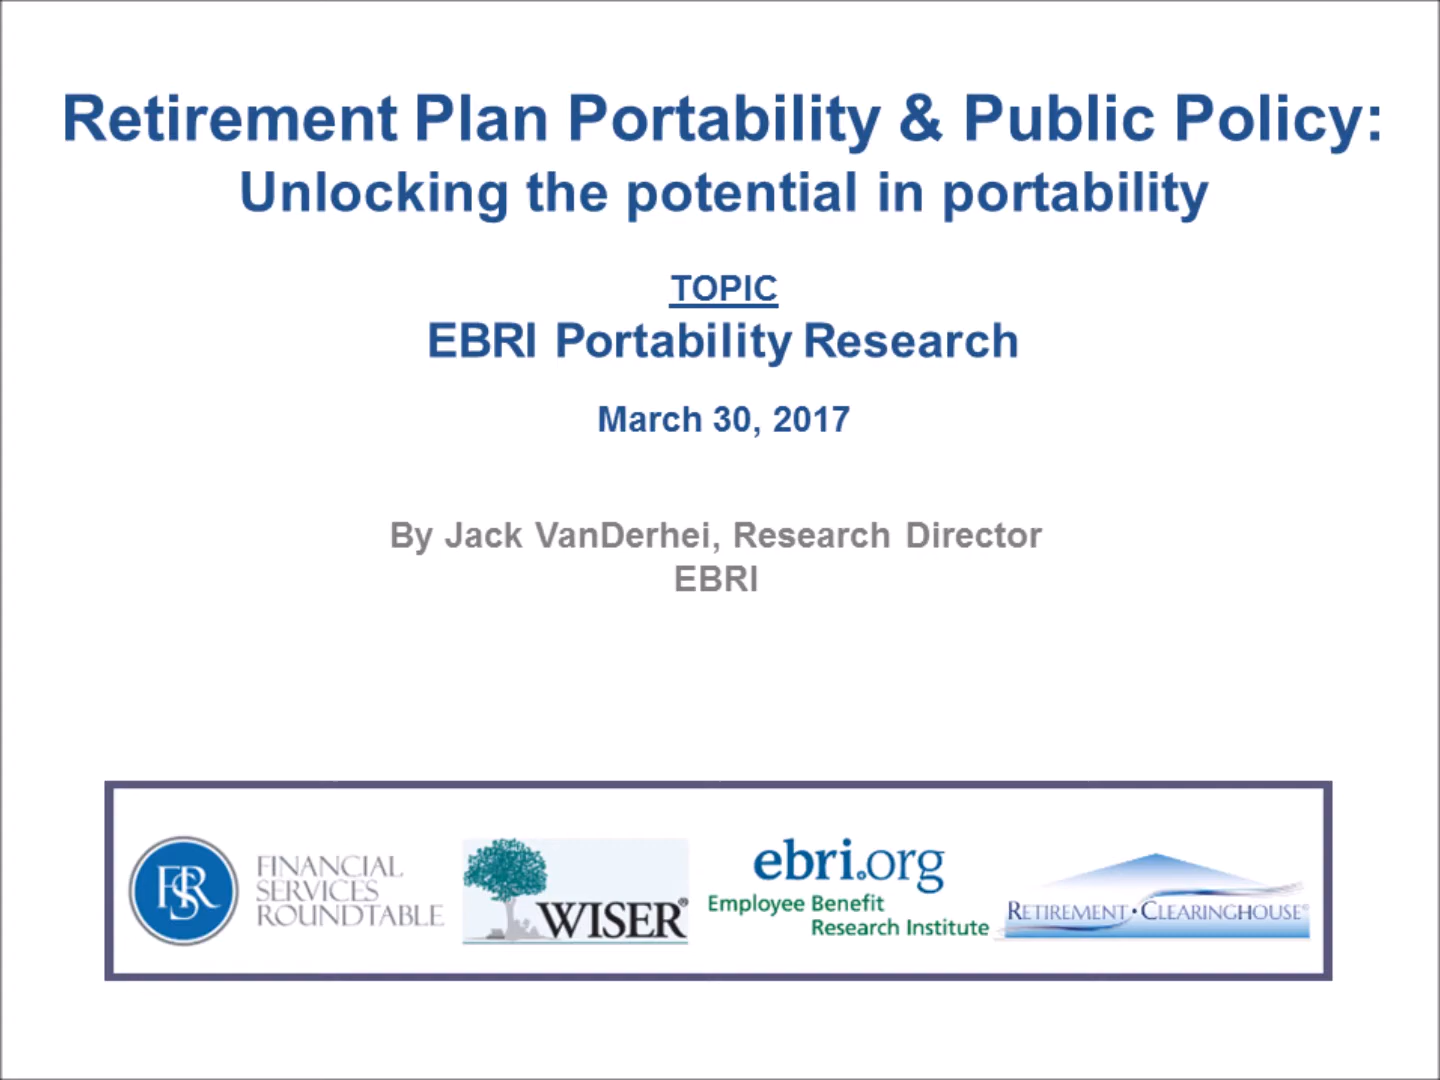 Retirement Plan Portability & Public Policy:
Unlocking the potential in portability
TOPIC
EBRI Portability Research
March 30, 2017
By Jack VanDerhei, Research Director
EBRI
FSR
FINANCIAL
SERVICES
ROUNDTABLE
WISER®
ebri.org
Employee Benefit
Research Institute
RETIREMENT • CLEARINGHOUSE®